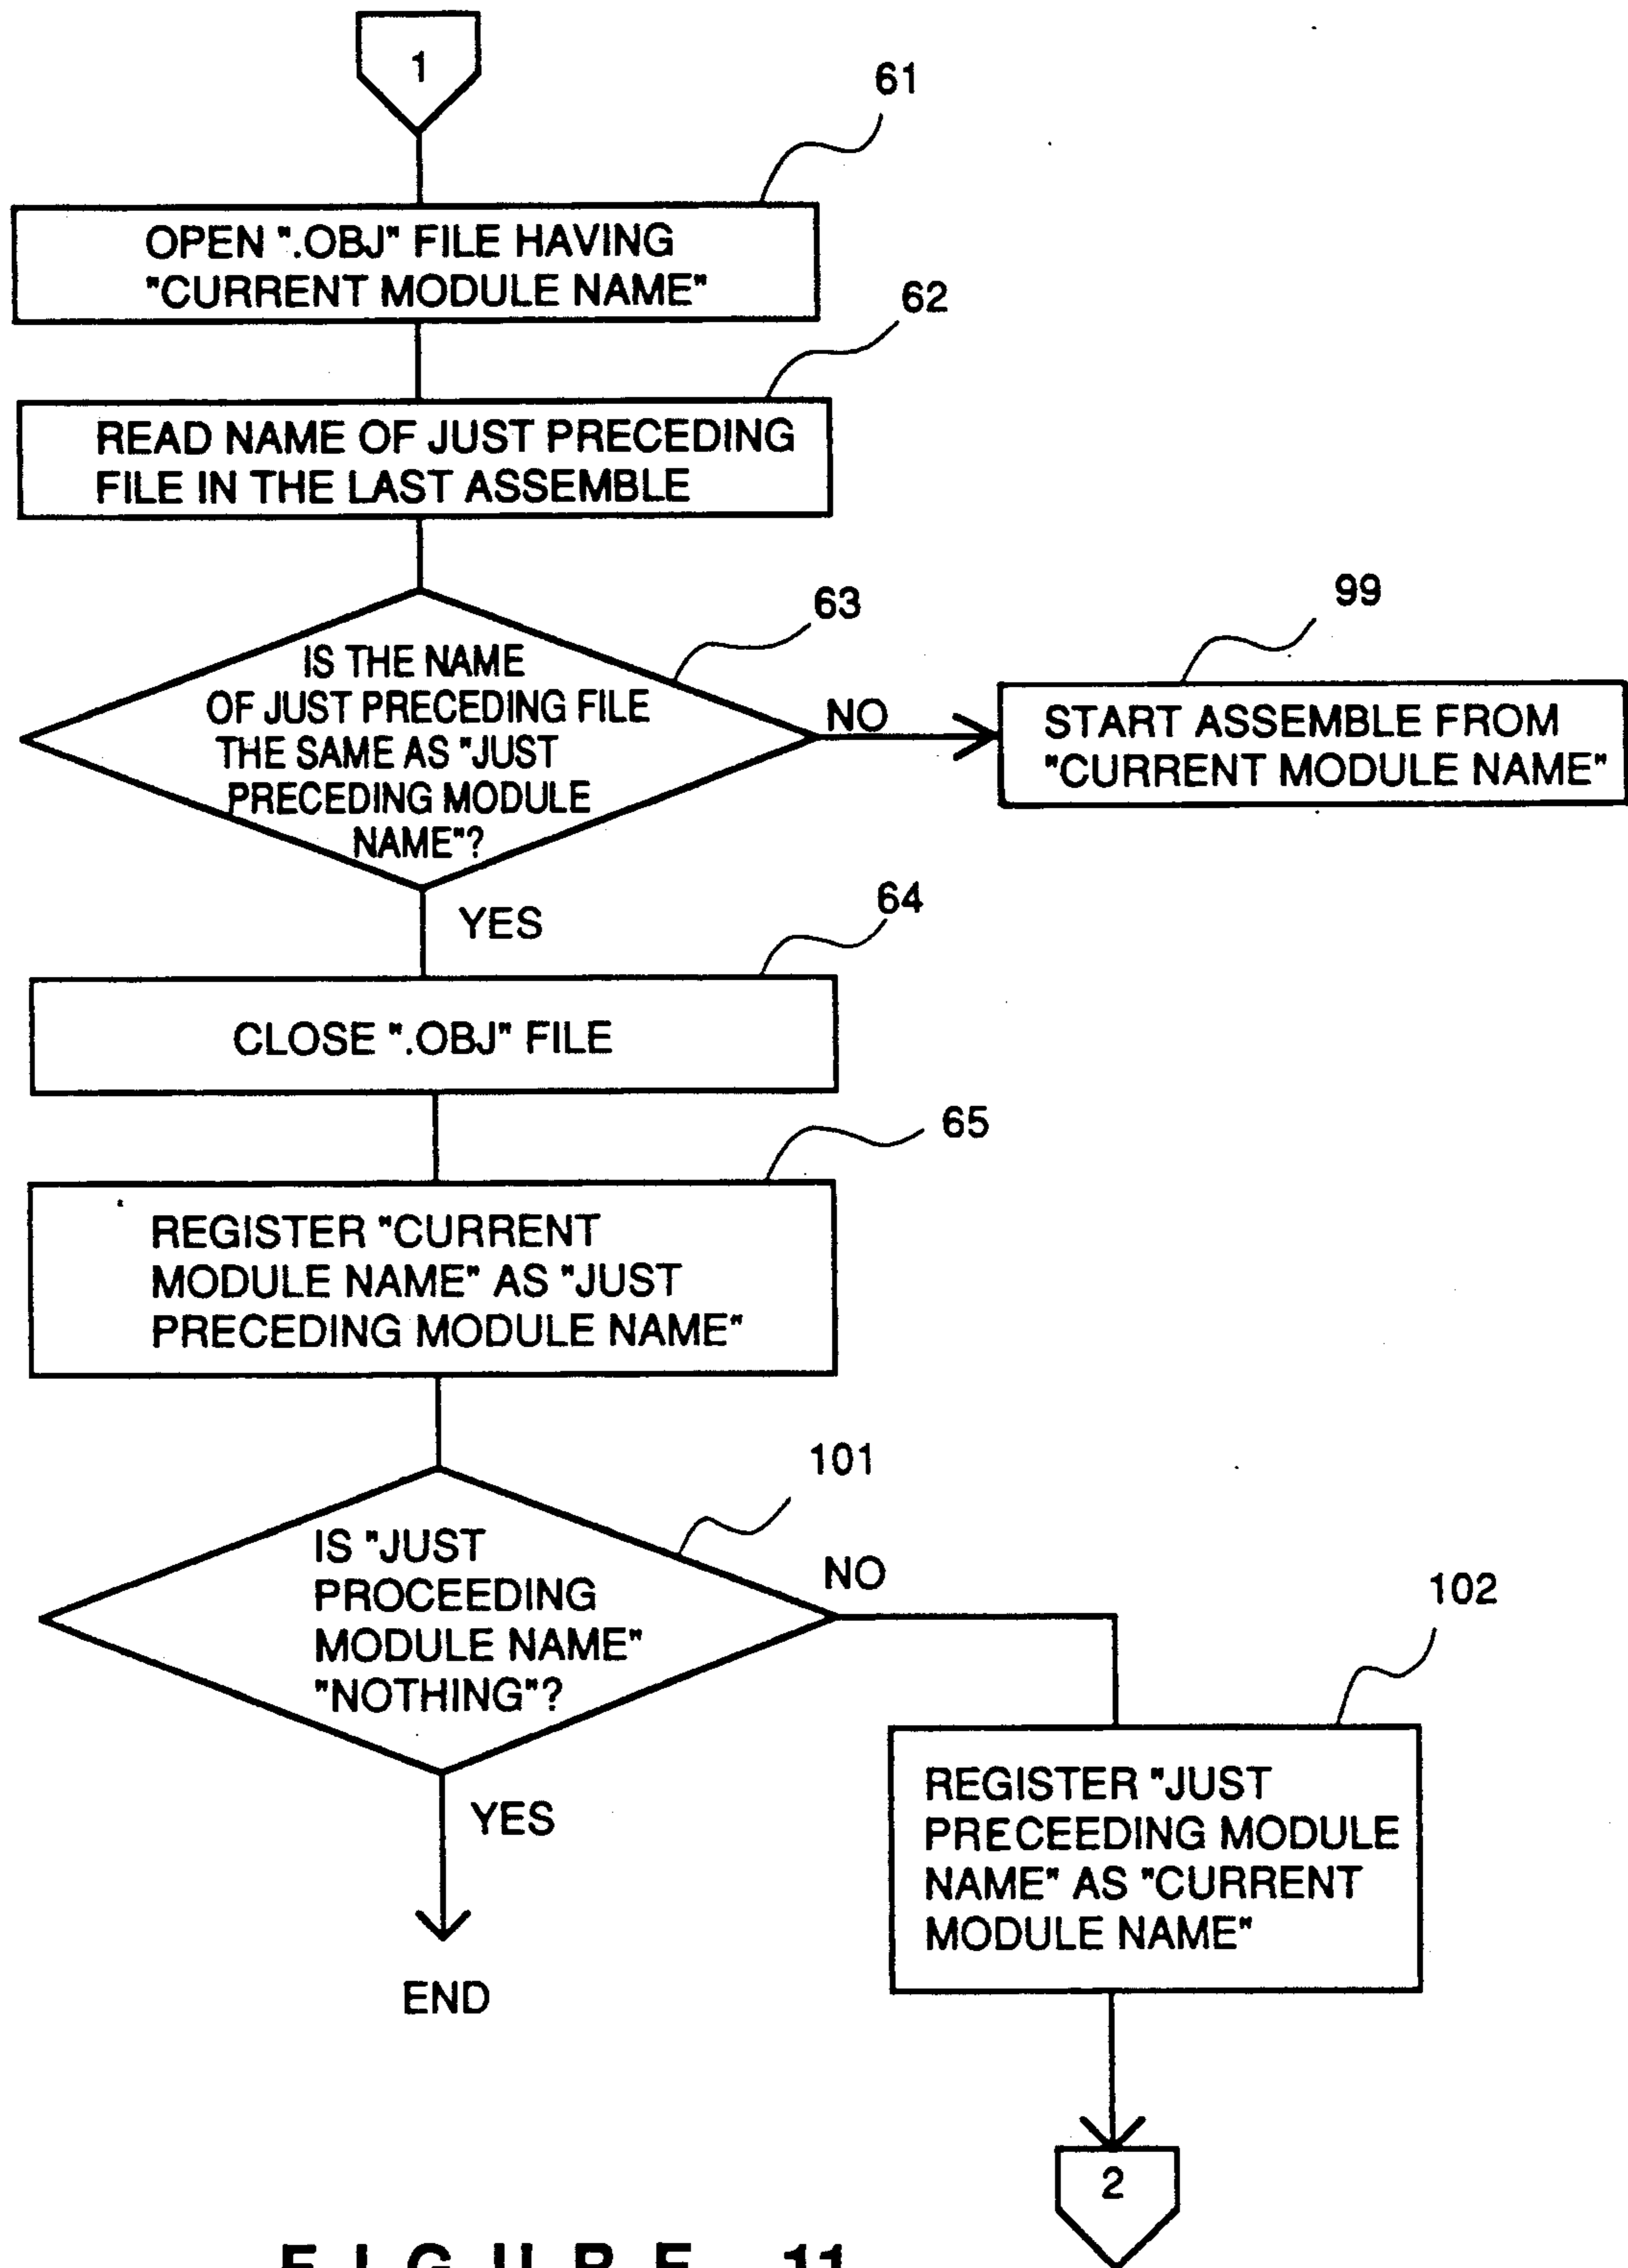 1
61
OPEN ".OBJ" FILE HAVING
"CURRENT MODULE NAME"
62
READ NAME OF JUST PRECEDING
FILE IN THE LAST ASSEMBLE
63
IS THE NAME
OF JUST PRECEDING FILE
THE SAME AS "JUST
PRECEDING MODULE
NAME"?
NO
99
START ASSEMBLE FROM
"CURRENT MODULE NAME"
YES
64
CLOSE ".OBJ" FILE
65
REGISTER "CURRENT
MODULE NAME" AS "JUST
PRECEDING MODULE NAME"
101
IS "JUST
PROCEEDING
MODULE NAME"
"NOTHING"?
NO
102
REGISTER "JUST
PRECEEDING MODULE
NAME" AS "CURRENT
MODULE NAME"
YES
END
2
FIGURE 11